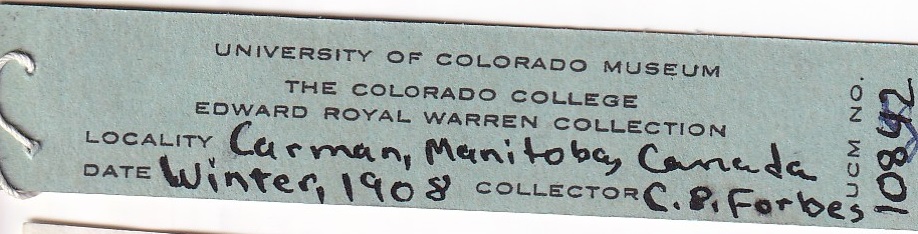 UNIVERSITY OF COLORADO MUSEUM
THE COLORADO COLLEGE
EDWARD ROYAL WARREN COLLECTION
LOCALITY Carman, Manitoba, Canada
DATE Winter, 1908 COLLECTOR C.P. Forbes
UCM NO.
10842